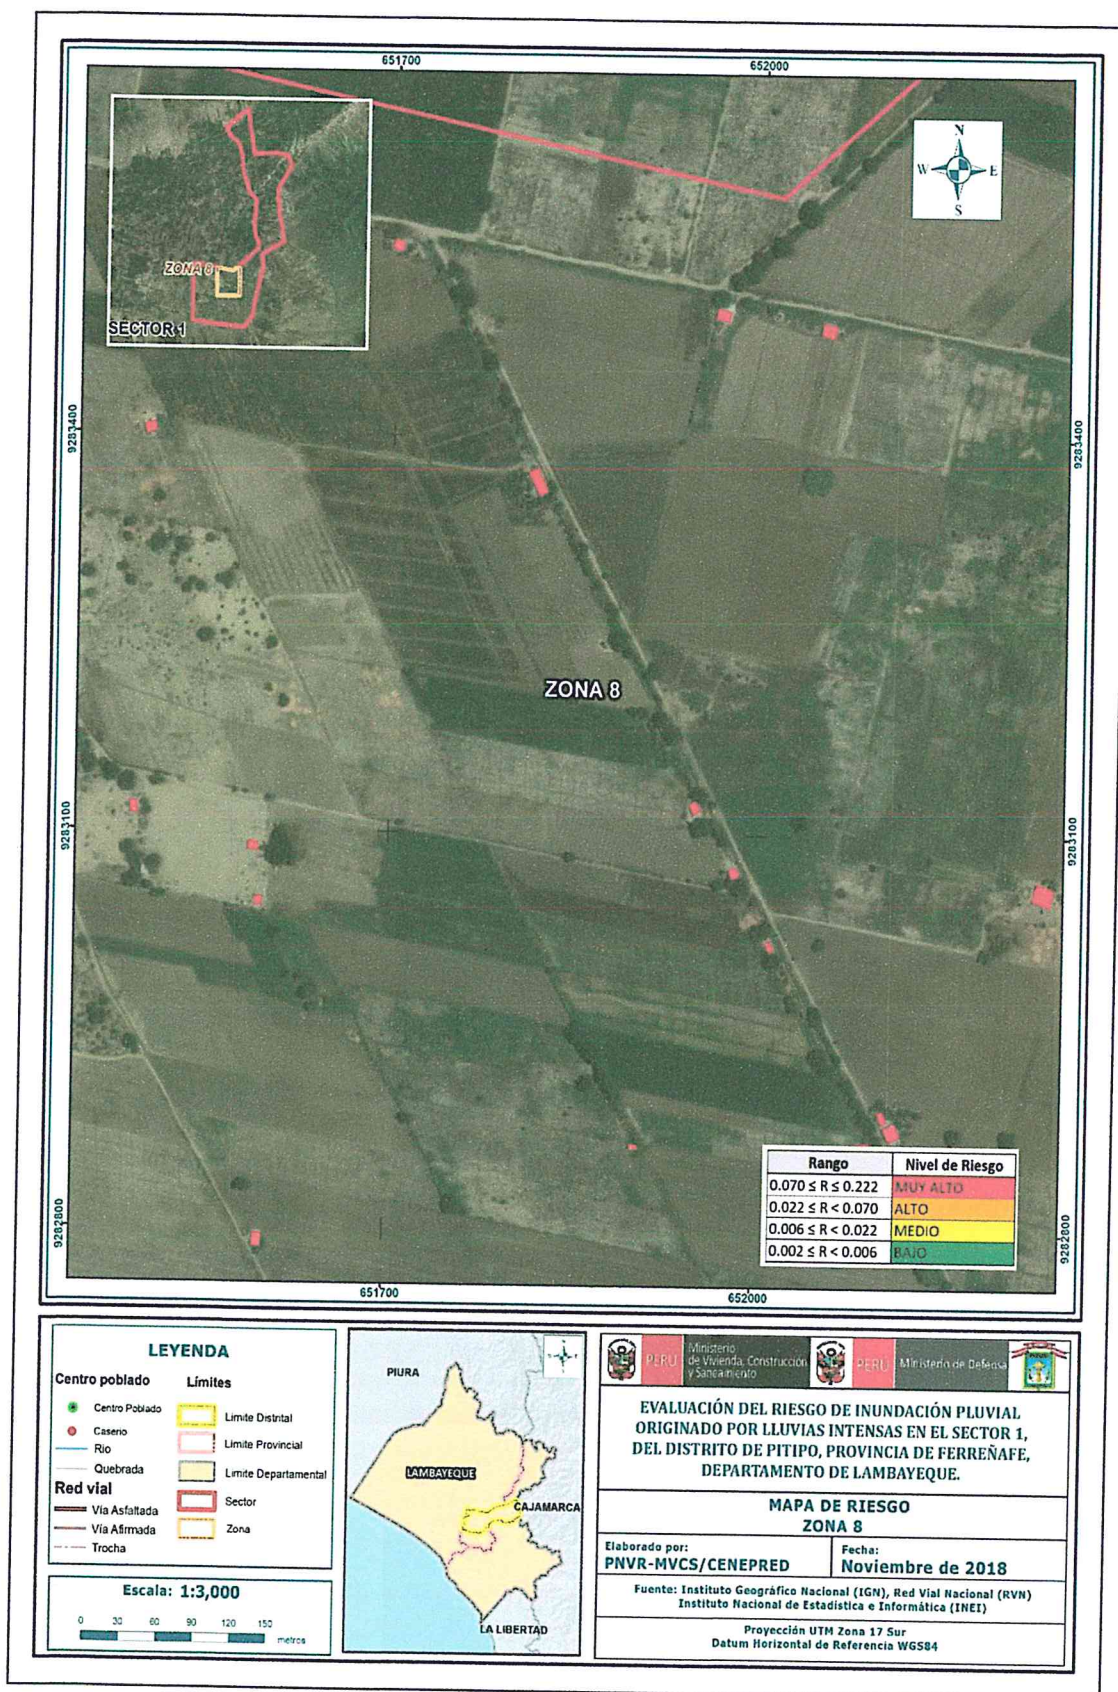 651700
652000
ZONA 8
SECTOR 1
N
W
E
S
9283400
9283400
ZONA 8
9283100
9283100
9282800
9282800
Rango Nivel de Riesgo
0.070 ≤ R ≤ 0.222 MUY ALTO
0.022 ≤ R < 0.070 ALTO
0.006 ≤ R < 0.022 MEDIO
0.002 ≤ R < 0.006 BAJO
651700
652000
LEYENDA
Centro poblado
Centro Poblado
Caserio
Rio
Quebrada
Red vial
Vía Asfaltada
Vía Afirmada
Trocha
Límites
Limite Distrital
Limite Provincial
Limite Departamental
Sector
Zona
Escala: 1:3,000
0 30 60 90 120 150
metros
PIURA
LAMBAYEQUE
CAJAMARCA
LA LIBERTAD
PERÚ
Ministerio
de Vivienda, Construcción
y Saneamiento
PERÚ
Ministerio de Defensa
EVALUACIÓN DEL RIESGO DE INUNDACIÓN PLUVIAL
ORIGINADO POR LLUVIAS INTENSAS EN EL SECTOR 1,
DEL DISTRITO DE PITIPO, PROVINCIA DE FERREÑAFE,
DEPARTAMENTO DE LAMBAYEQUE.
MAPA DE RIESGO
ZONA 8
Elaborado por:
PNVR-MVCS/CENEPRED
Fecha:
Noviembre de 2018
Fuente: Instituto Geográfico Nacional (IGN), Red Vial Nacional (RVN)
Instituto Nacional de Estadística e Informática (INEI)
Proyección UTM Zona 17 Sur
Datum Horizontal de Referencia WGS84